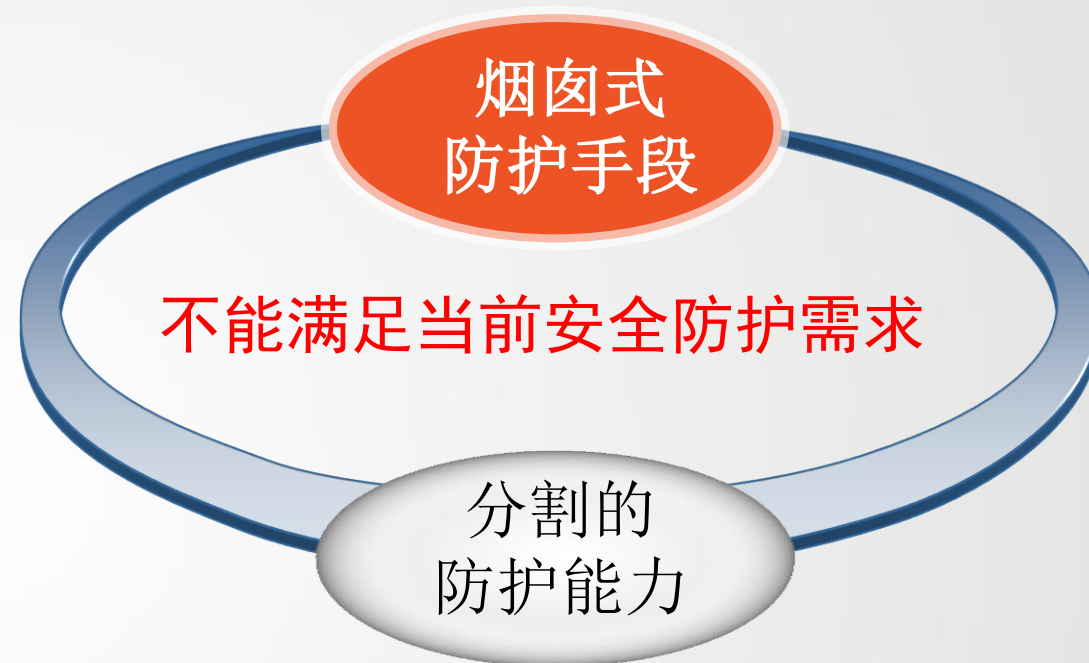 烟囱式
防护手段
不能满足当前安全防护需求
分割的
防护能力